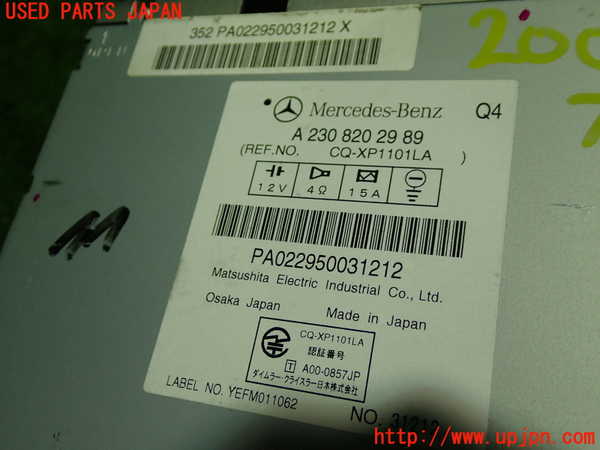 USED PARTS JAPAN
352 PA022950031212 X
200
Mercedes-Benz Q4
A 230 820 29 89
(REF.NO. CQ-XP1101LA )
12V 4Ω 15A
PA022950031212
Matsushita Electric Industrial Co., Ltd.
Osaka Japan Made in Japan
CQ-XP1101LA
認証番号
T A00-0857JP
ダイムラー・クライスラー日本株式会社
LABEL NO. YEFM011062
NO. 31212
http://www.upjpn.com/